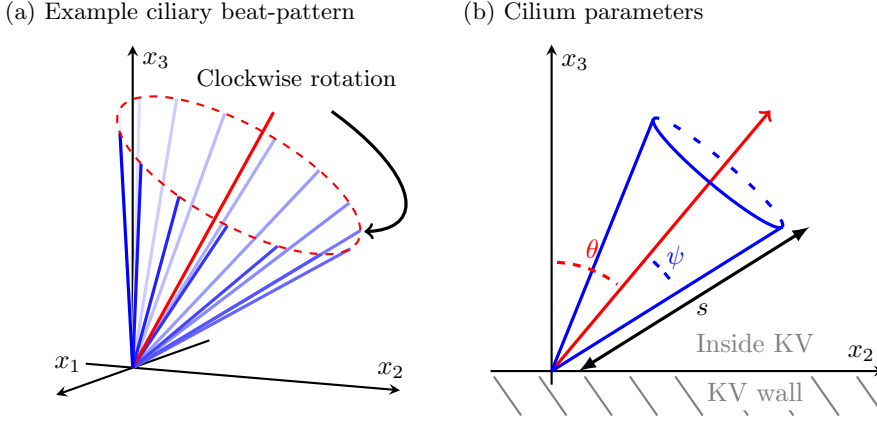 (a) Example ciliary beat-pattern
x₃
Clockwise rotation
x₁
x₂
(b) Cilium parameters
x₃
θ
ψ
s
Inside KV
x₂
KV wall